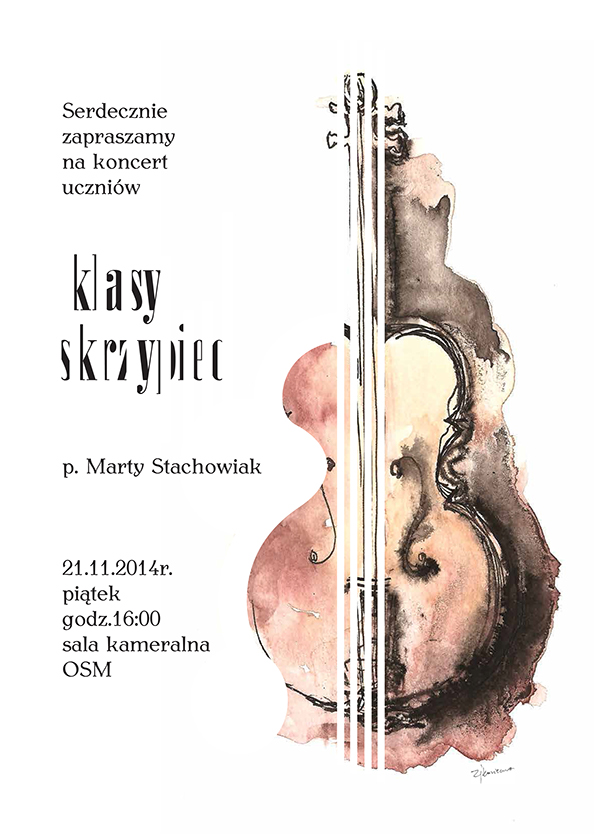 Serdecznie
zapraszamy
na koncert
uczniów
klasy
skrzypiec
p. Marty Stachowiak
21.11.2014r.
piątek
godz.16:00
sala kameralna
OSM